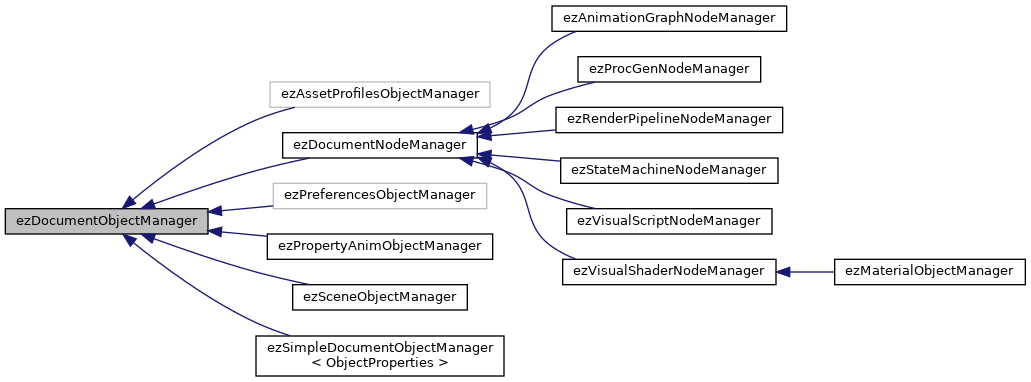 ezAnimationGraphNodeManager
ezProcGenNodeManager
ezAssetProfilesObjectManager
ezRenderPipelineNodeManager
ezDocumentNodeManager
ezStateMachineNodeManager
ezPreferencesObjectManager
ezDocumentObjectManager
ezVisualScriptNodeManager
ezPropertyAnimObjectManager
ezVisualShaderNodeManager
ezMaterialObjectManager
ezSceneObjectManager
ezSimpleDocumentObjectManager
< ObjectProperties >